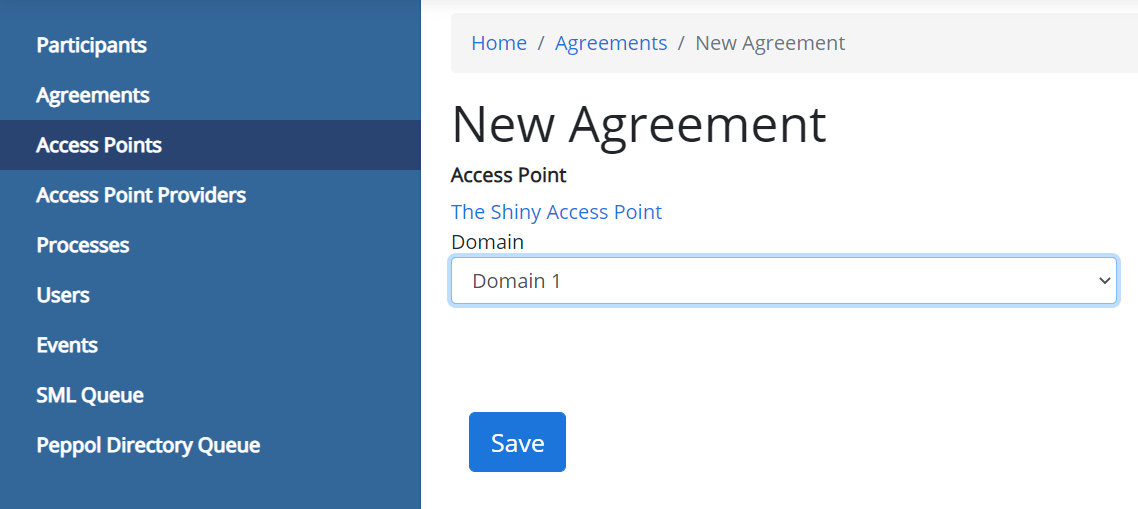 Participants
Agreements
Access Points
Access Point Providers
Processes
Users
Events
SML Queue
Peppol Directory Queue
Home / Agreements / New Agreement
New Agreement
Access Point
The Shiny Access Point
Domain
Domain 1
Save